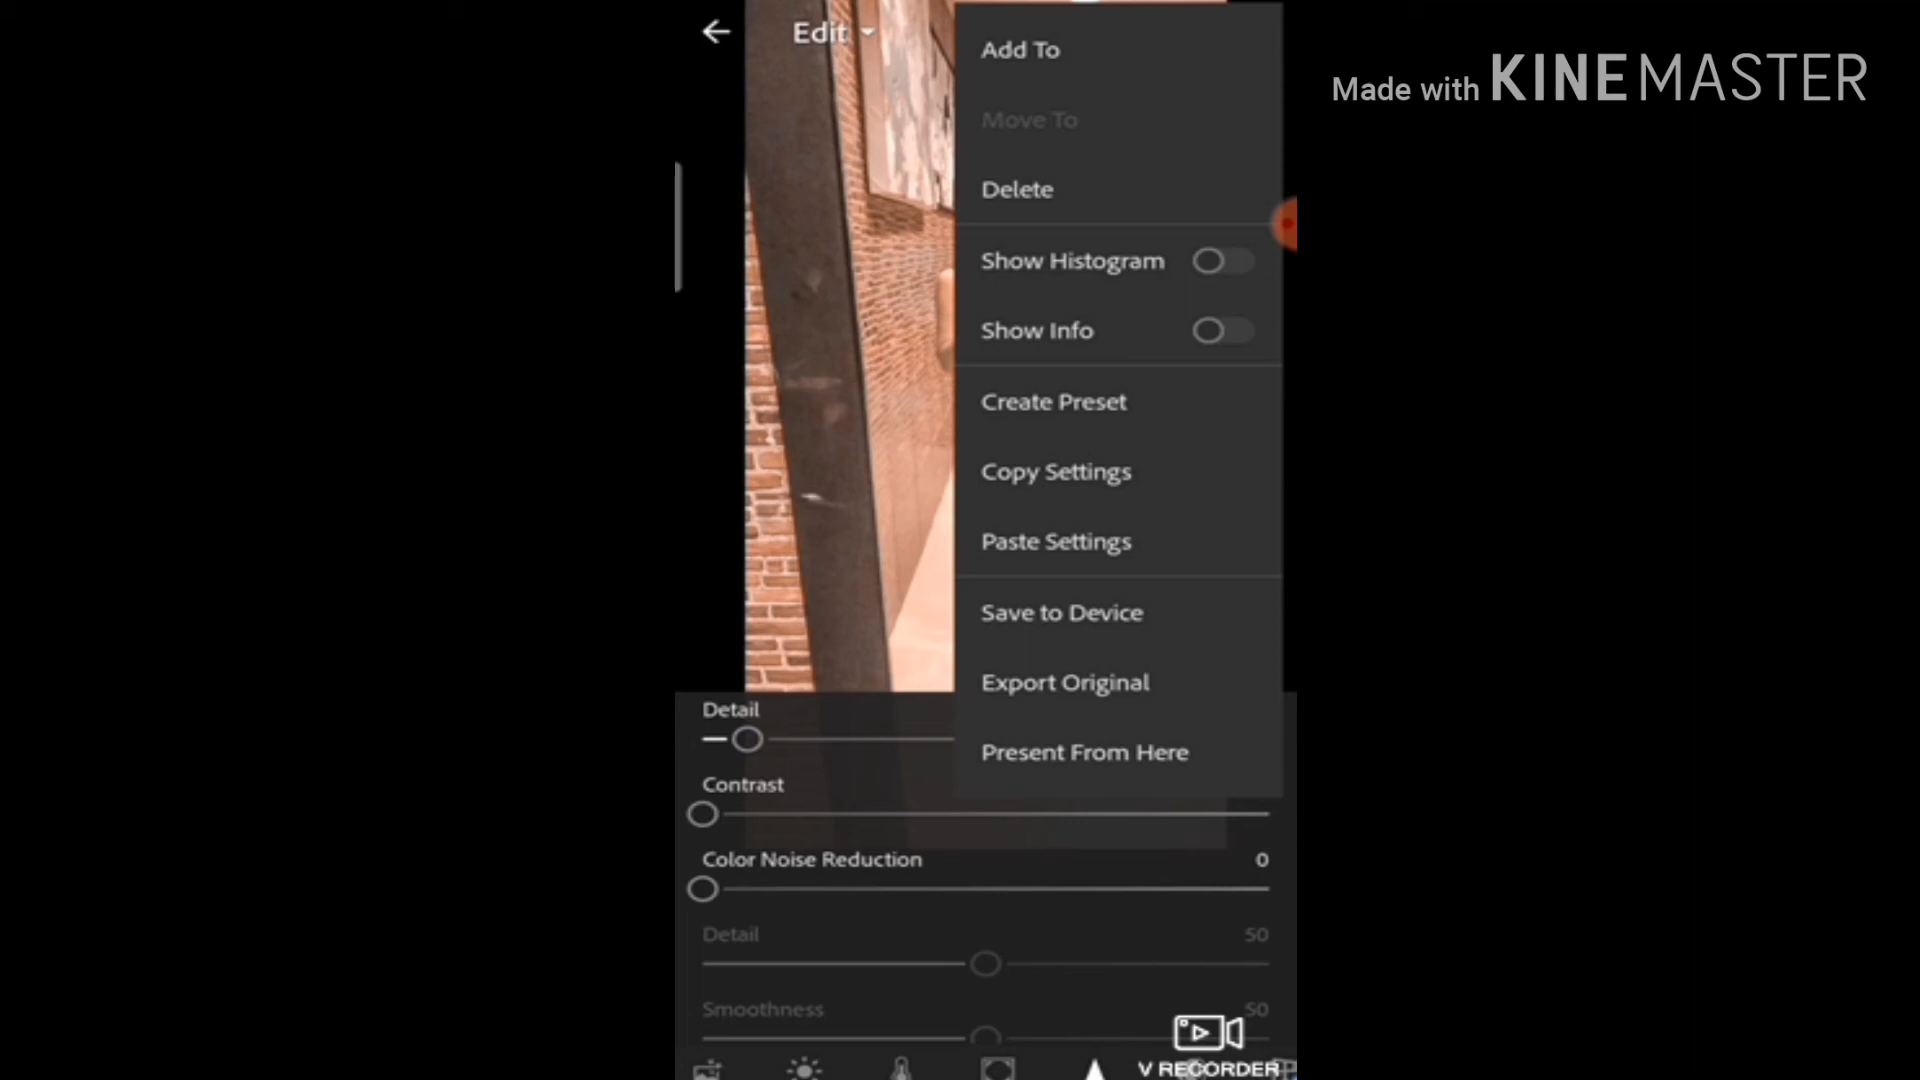 Edit
Made with KINEMASTER
Add To
Move To
Delete
Show Histogram
Show Info
Create Preset
Copy Settings
Paste Settings
Save to Device
Export Original
Present From Here
Detail
Contrast
Color Noise Reduction 0
Detail 50
Smoothness 50
V RECORDER